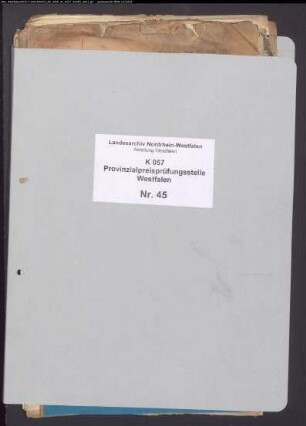 Landesarchiv Nordrhein-Westfalen
Abteilung Westfalen
K 057
Provinzialpreisprüfungsstelle
Westfalen
Nr. 45